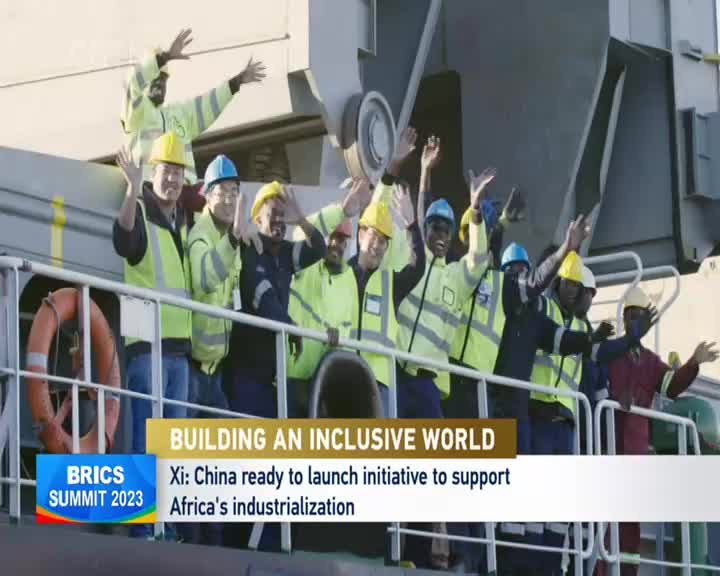 BUILDING AN INCLUSIVE WORLD
BRICS
SUMMIT 2023
Xi: China ready to launch initiative to support
Africa's industrialization